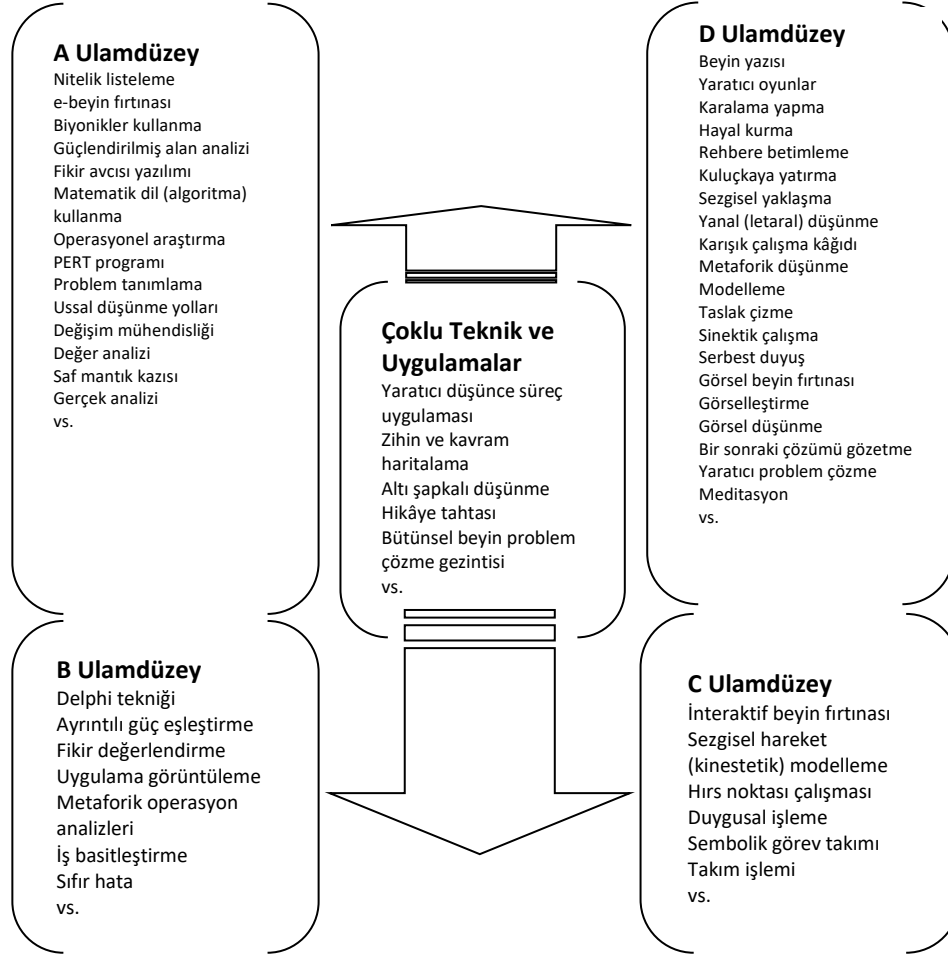 A Ulamdüzey
Nitelik listeleme
e-beyin fırtınası
Biyonikler kullanma
Güçlendirilmiş alan analizi
Fikir avcısı yazılımı
Matematik dil (algoritma)
kullanma
Operasyonel araştırma
PERT programı
Problem tanımlama
Ussal düşünme yolları
Değişim mühendisliği
Değer analizi
Saf mantık kazısı
Gerçek analizi
vs.
D Ulamdüzey
Beyin yazısı
Yaratıcı oyunlar
Karalama yapma
Hayal kurma
Rehbere betimleme
Kuluçkaya yatırma
Sezgisel yaklaşma
Yanal (letaral) düşünme
Karışık çalışma kâğıdı
Metaforik düşünme
Modelleme
Taslak çizme
Sinektik çalışma
Serbest duyuş
Görsel beyin fırtınası
Görselleştirme
Görsel düşünme
Bir sonraki çözümü gözetme
Yaratıcı problem çözme
Meditasyon
vs.
Çoklu Teknik ve
Uygulamalar
Yaratıcı düşünce süreç
uygulaması
Zihin ve kavram
haritalama
Altı şapkalı düşünme
Hikâye tahtası
Bütünsel beyin problem
çözme gezintisi
vs.
B Ulamdüzey
Delphi tekniği
Ayrıntılı güç eşleştirme
Fikir değerlendirme
Uygulama görüntüleme
Metaforik operasyon
analizleri
İş basitleştirme
Sıfır hata
vs.
C Ulamdüzey
İnteraktif beyin fırtınası
Sezgisel hareket
(kinestetik) modelleme
Hırs noktası çalışması
Duygusal işleme
Sembolik görev takımı
Takım işlemi
vs.